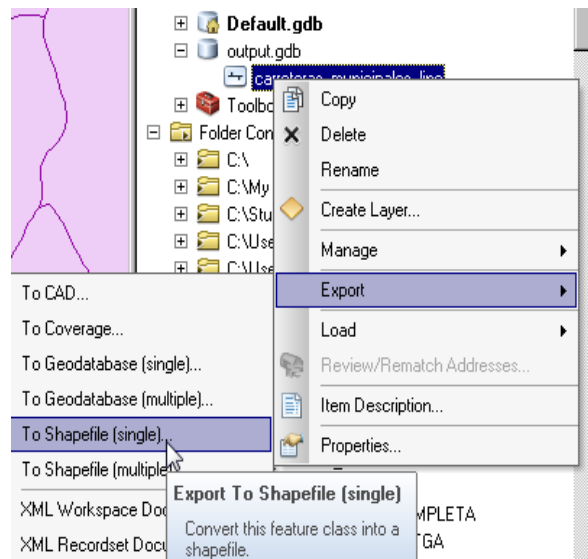 Default.gdb
output.gdb
carreteras_municipales_line
Toolbo
Folder Con
C:\
C:\My
C:\Stu
C:\Use
C:\Use
Copy
Delete
Rename
Create Layer...
Manage
Export
Load
Review/Rematch Addresses...
Item Description...
Properties...
To CAD...
To Coverage...
To Geodatabase (single)...
To Geodatabase (multiple)...
To Shapefile (single)...
To Shapefile (multiple
XML Workspace Doc
XML Recordset Docu
Export To Shapefile (single)
Convert this feature class into a
shapefile.
MPLETA
TGA